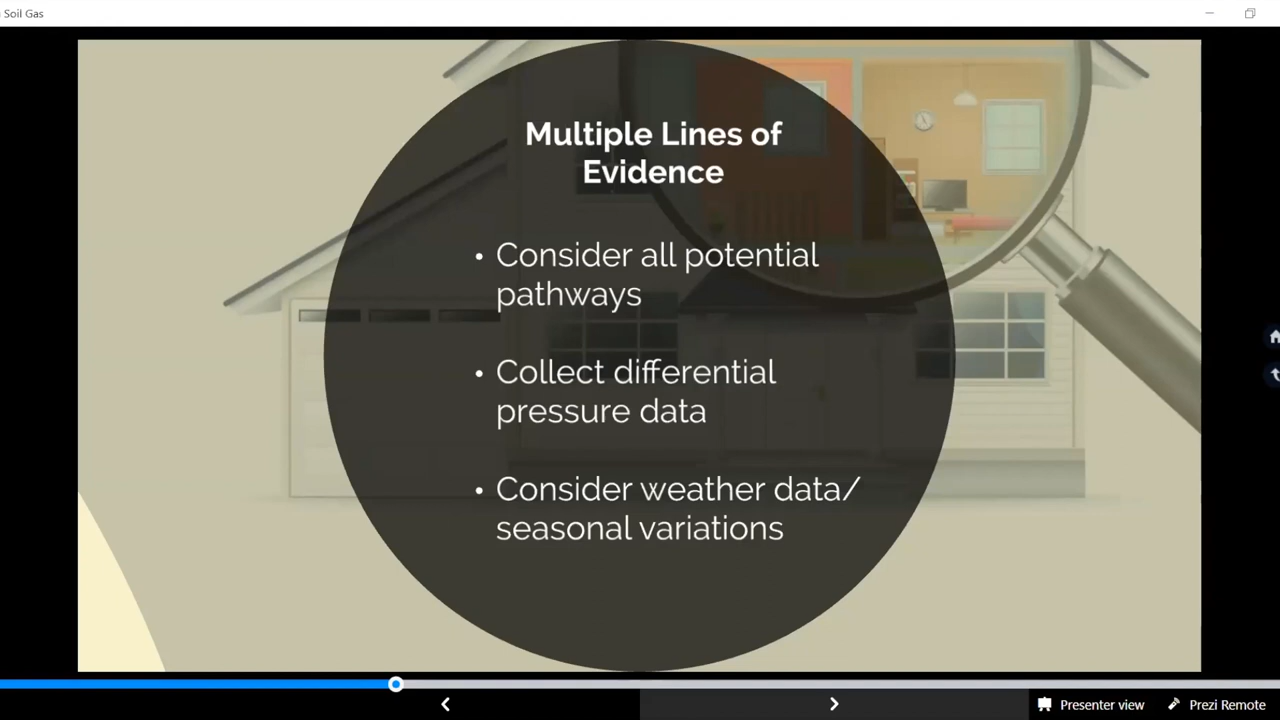 Soil Gas
Multiple Lines of
Evidence
• Consider all potential
pathways
• Collect differential
pressure data
• Consider weather data/
seasonal variations
Presenter view
Prezi Remote